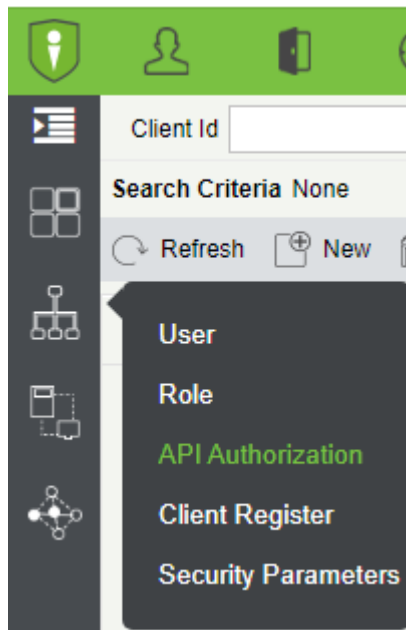 Client Id
Search Criteria None
Refresh New
User
Role
API Authorization
Client Register
Security Parameters